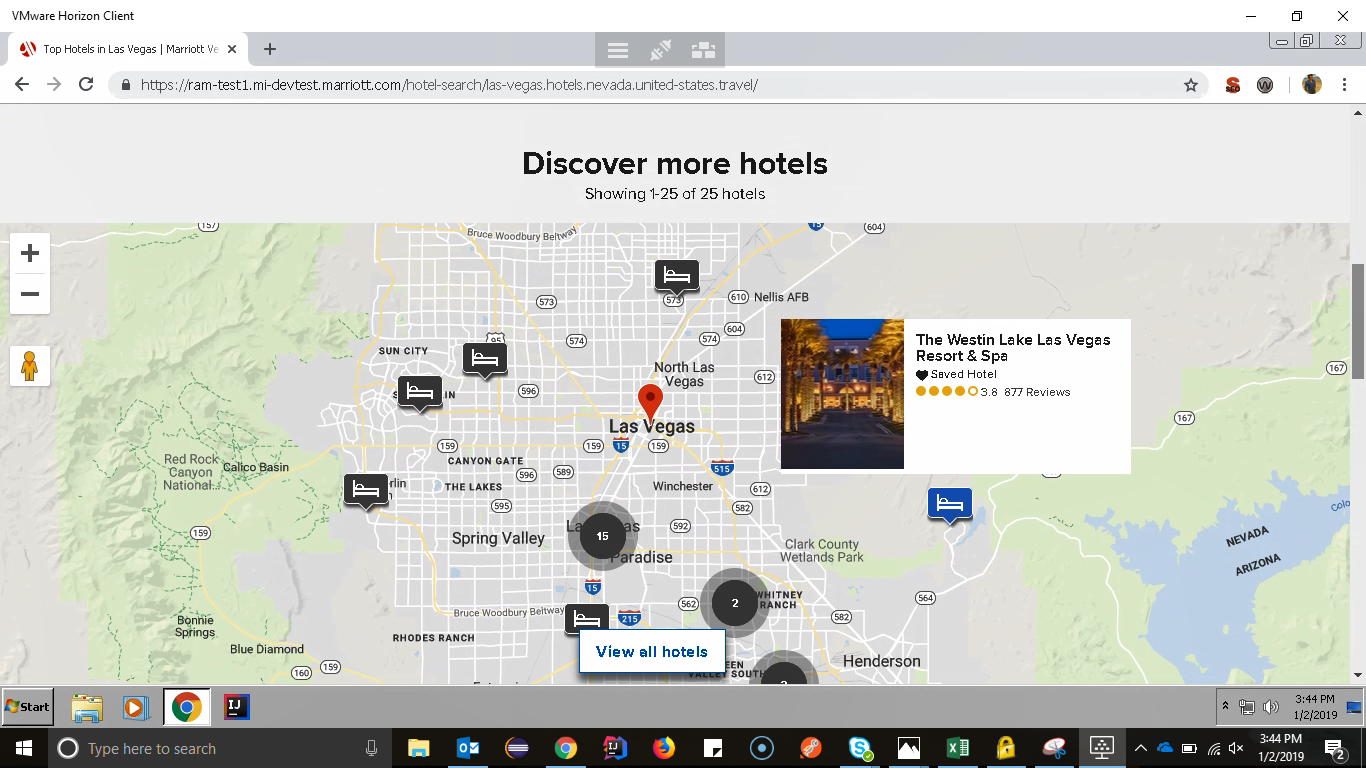 VMware Horizon Client
Top Hotels in Las Vegas | Marriott Ve
https://ram-test1.mi-devtest.marriott.com/hotel-search/las-vegas.hotels.nevada.united-states.travel/
Discover more hotels
Showing 1-25 of 25 hotels
157
Bruce Woodbury Beltway
15
604
573
573
610
Nellis AFB
604
95
574
574
SUN CITY
North Las
Vegas
612
167
596
The Westin Lake Las Vegas
Resort & Spa
Saved Hotel
3.8 877 Reviews
167
Las Vegas
159
159
15
159
CANYON GATE
515
Red Rock
Canyon
National...
Calico Basin
596
589
THE LAKES
Winchester
612
595
582
159
Spring Valley
15
592
Paradise
Clark County
Wetlands Park
NEVADA
ARIZONA
15
2
WHITNEY
RANCH
562
564
Bonnie
Springs
Bruce Woodbury Beltway
215
582
RHODES RANCH
Blue Diamond
View all hotels
VALLEY SOUTH
Henderson
160
159
Start
IJ
3:44 PM
1/2/2019
Type here to search
3:44 PM
1/2/2019
2